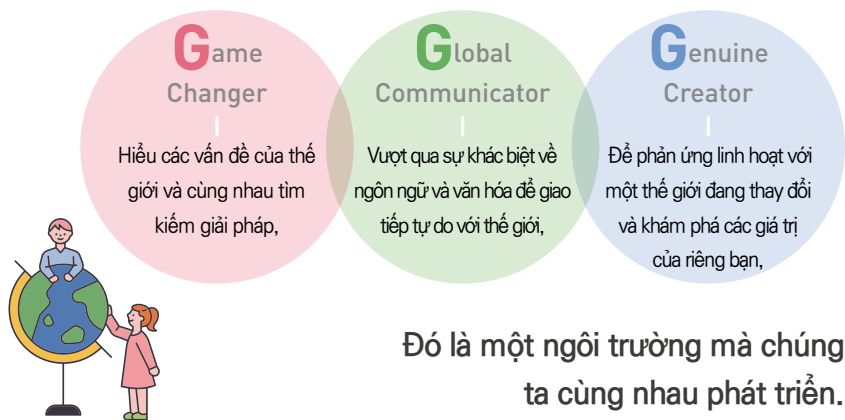 Game
Changer
Hiểu các vấn đề của thế
giới và cùng nhau tìm
kiếm giải pháp,
Global
Communicator
Vượt qua sự khác biệt về
ngôn ngữ và văn hóa để giao
tiếp tự do với thế giới,
Genuine
Creator
Để phản ứng linh hoạt với
một thế giới đang thay đổi
và khám phá các giá trị
của riêng bạn,
Đó là một ngôi trường mà chúng
ta cùng nhau phát triển.